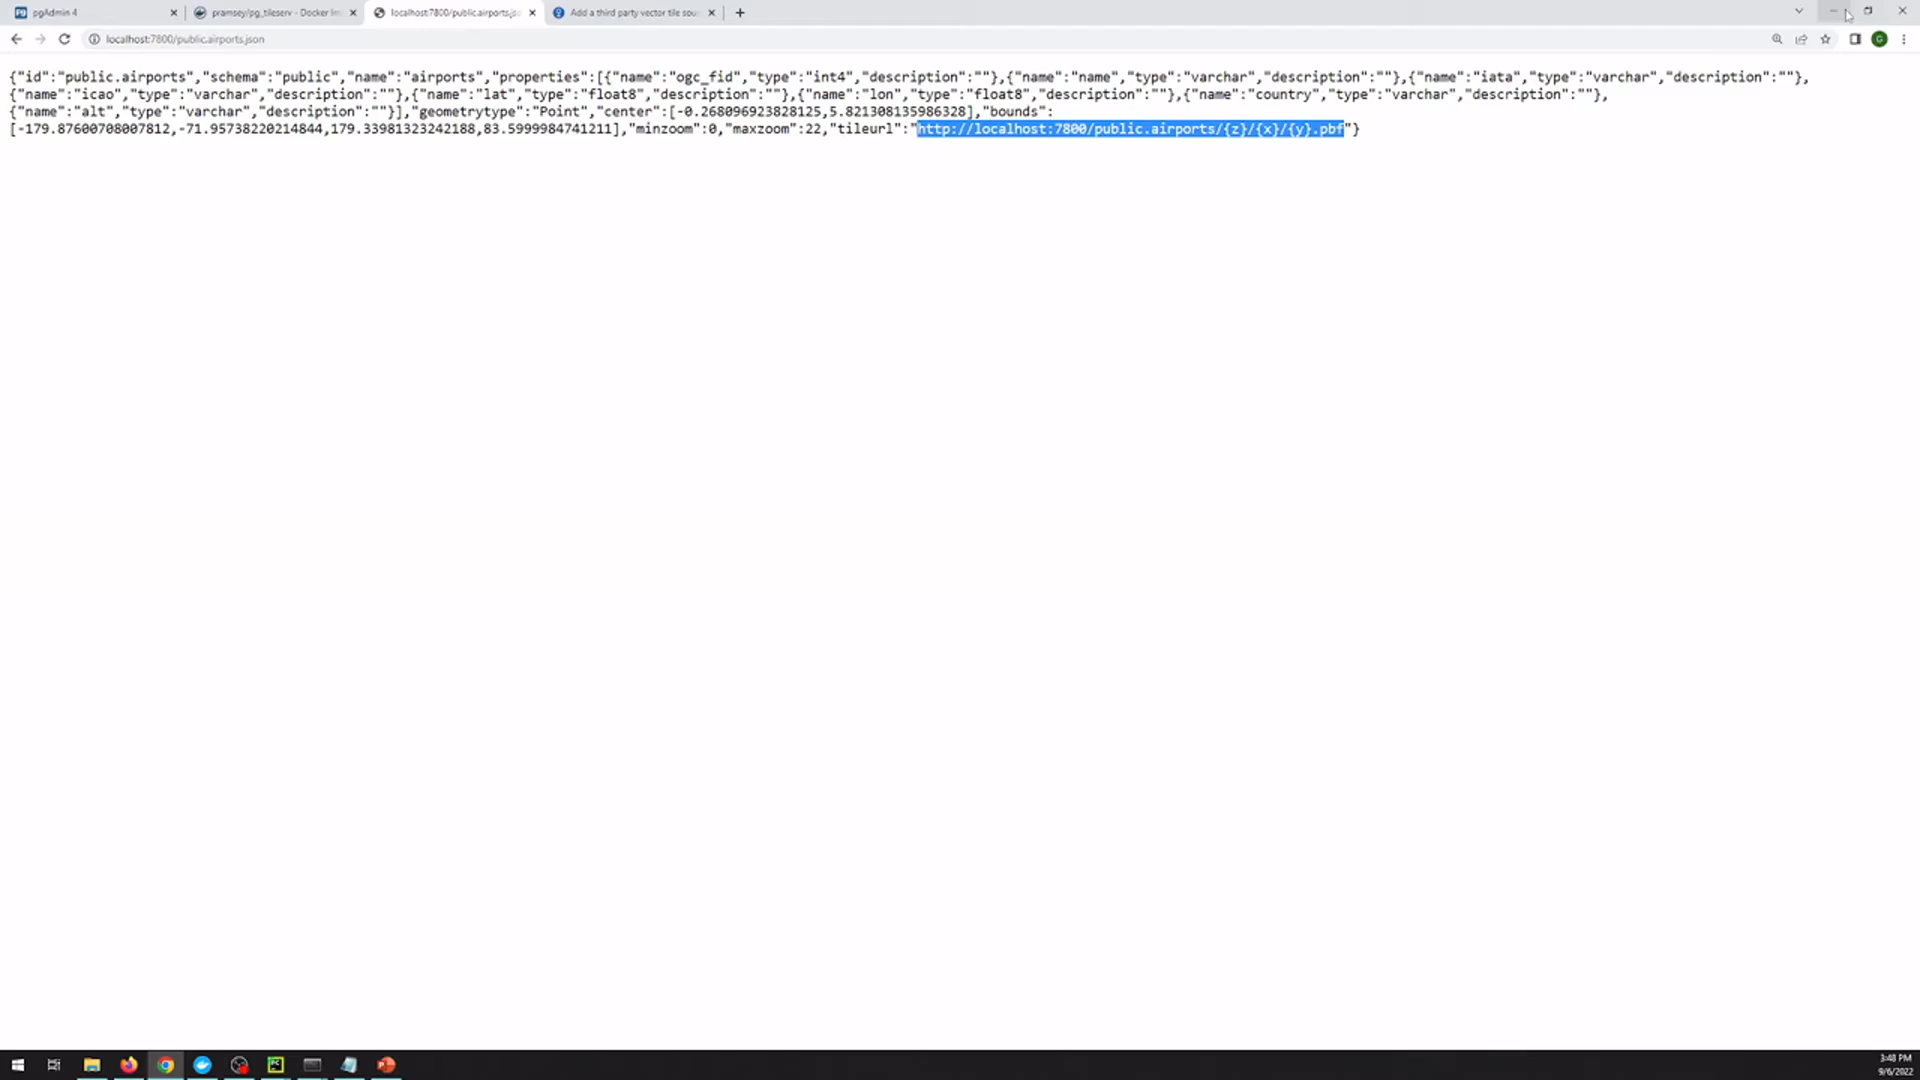 pgAdmin 4
pramsey/pg_tileserv - Docker Im
localhost:7800/public.airports.js
Add a third party vector tile sou
localhost:7800/public.airports.json
{"id":"public.airports","schema":"public","name":"airports","properties":[{"name":"ogc_fid","type":"int4","description":""},{"name":"name","type":"varchar","description":""},{"name":"iata","type":"varchar","description":""},
{"name":"icao","type":"varchar","description":""},{"name":"lat","type":"float8","description":""},{"name":"lon","type":"float8","description":""},{"name":"country","type":"varchar","description":""},
{"name":"alt","type":"varchar","description":""}],"geometrytype":"Point","center":[-0.268096923828125,5.821308135986328],"bounds":
[-179.87600708007812,-71.95738220214844,179.33981323242188,83.5999984741211],"minzoom":0,"maxzoom":22,"tileurl":"http://localhost:7800/public.airports/{z}/{x}/{y}.pbf"}
3:48 PM
9/6/2022